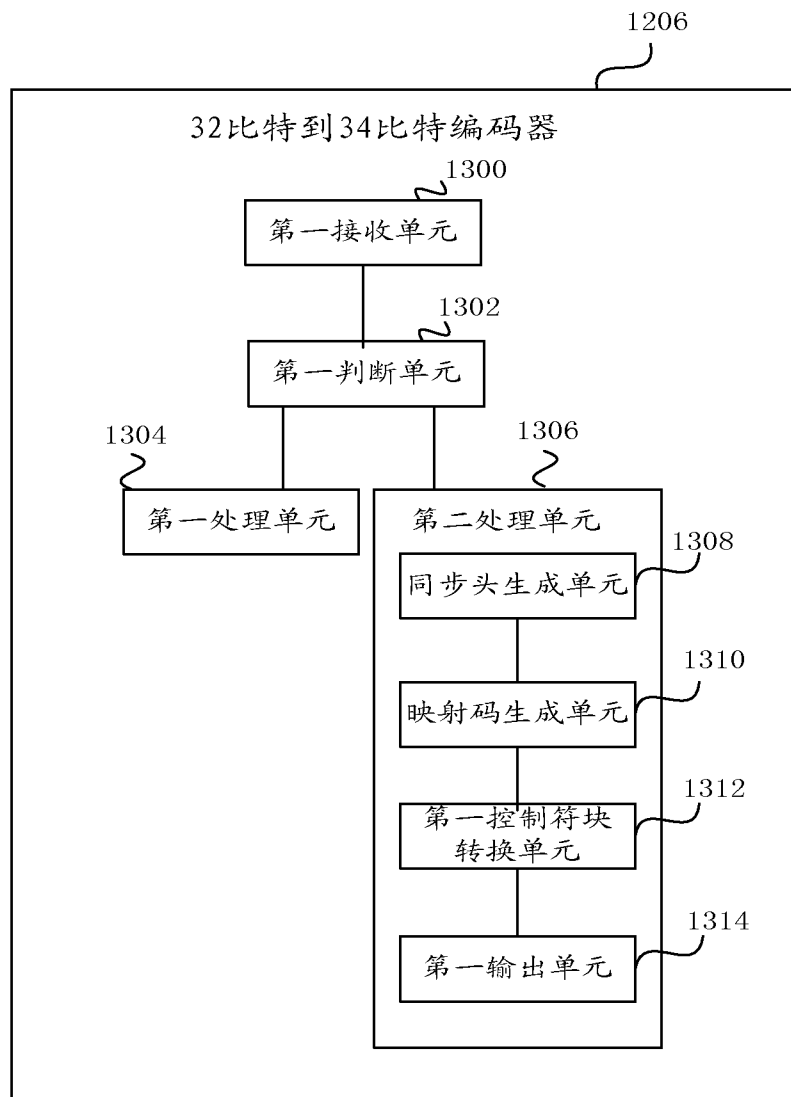 1206
32比特到34比特编码器
1300
第一接收单元
1302
第一判断单元
1304
第一处理单元
1306
第二处理单元
1308
同步头生成单元
1310
映射码生成单元
1312
第一控制符块
转换单元
1314
第一输出单元